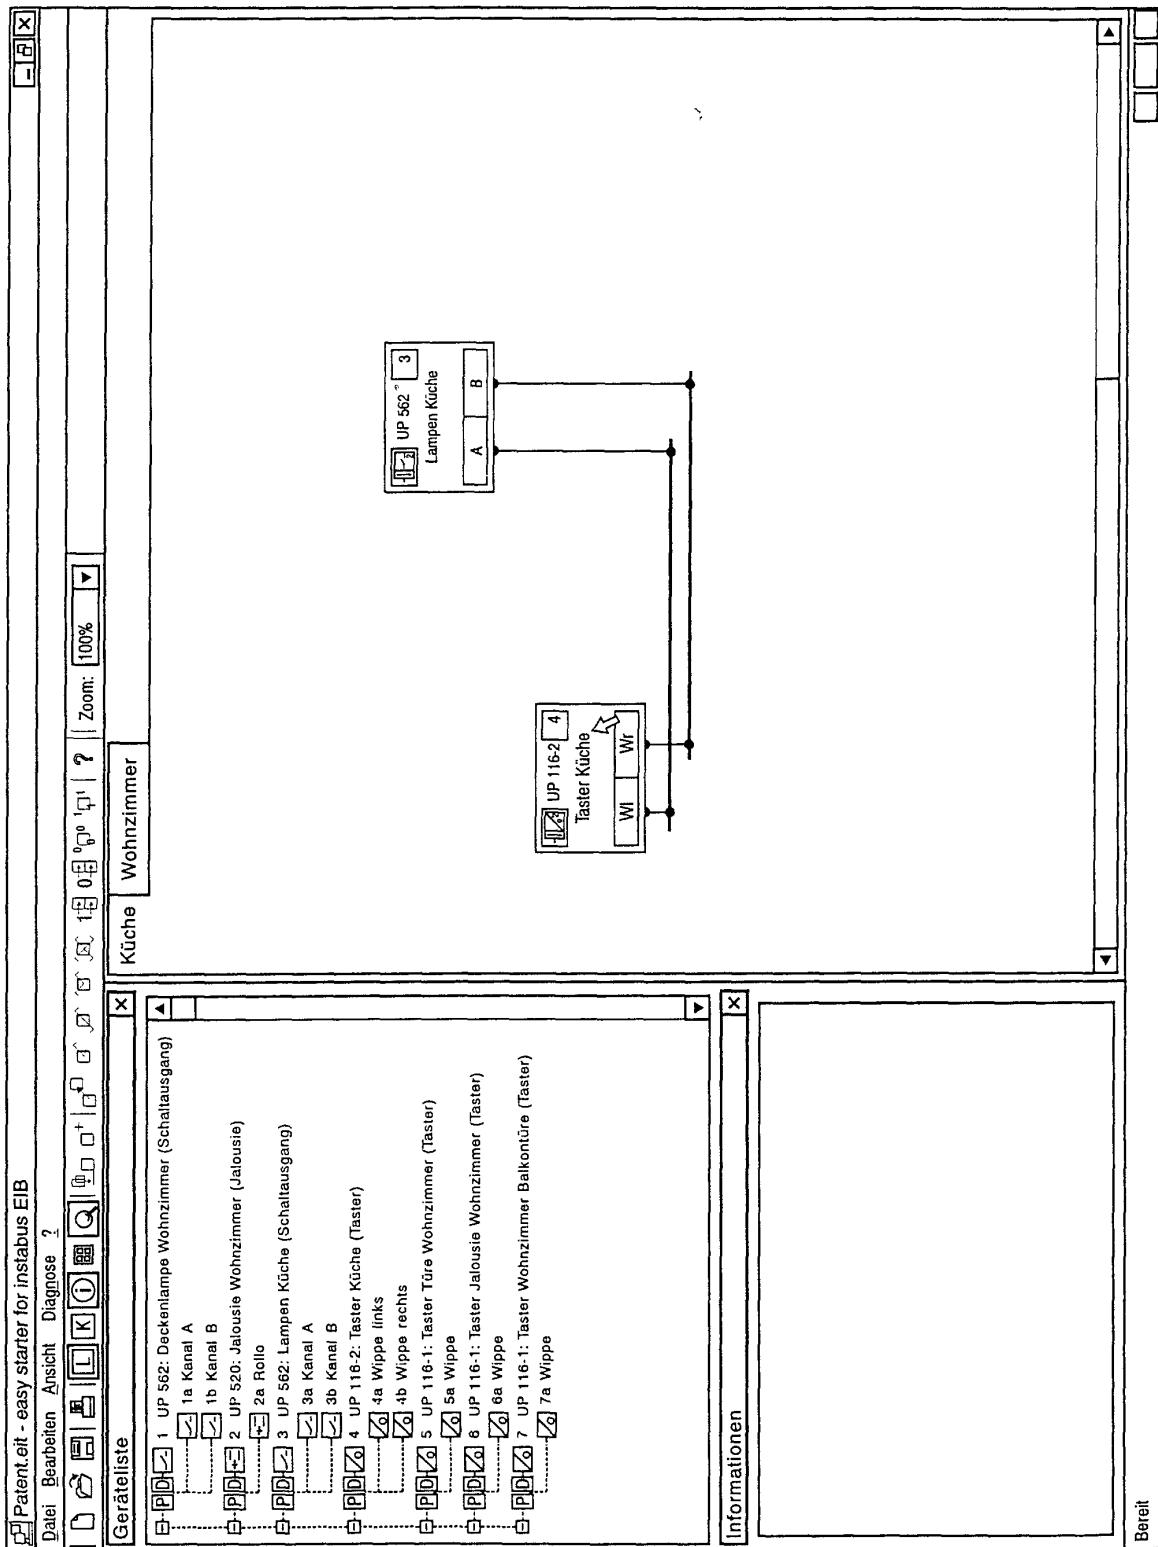 Patent.eit - easy starter for instabus EIB
Datei Bearbeiten Ansicht Diagnose ?
L K i ? Zoom: 100%
Geräteliste
P D 1 UP 562: Deckenlampe Wohnzimmer (Schaltausgang)
1a Kanal A
1b Kanal B
P D 2 UP 520: Jalousie Wohnzimmer (Jalousie)
2a Rollo
P D 3 UP 562: Lampen Küche (Schaltausgang)
3a Kanal A
3b Kanal B
P D 4 UP 116-2: Taster Küche (Taster)
4a Wippe links
4b Wippe rechts
P D 5 UP 116-1: Taster Türe Wohnzimmer (Taster)
5a Wippe
P D 6 UP 116-1: Taster Jalousie Wohnzimmer (Taster)
6a Wippe
P D 7 UP 116-1: Taster Wohnzimmer Balkontüre (Taster)
7a Wippe
Informationen
Küche Wohnzimmer
UP 562 3
Lampen Küche
A B
UP 116-2 4
Taster Küche
Wl Wr
Bereit